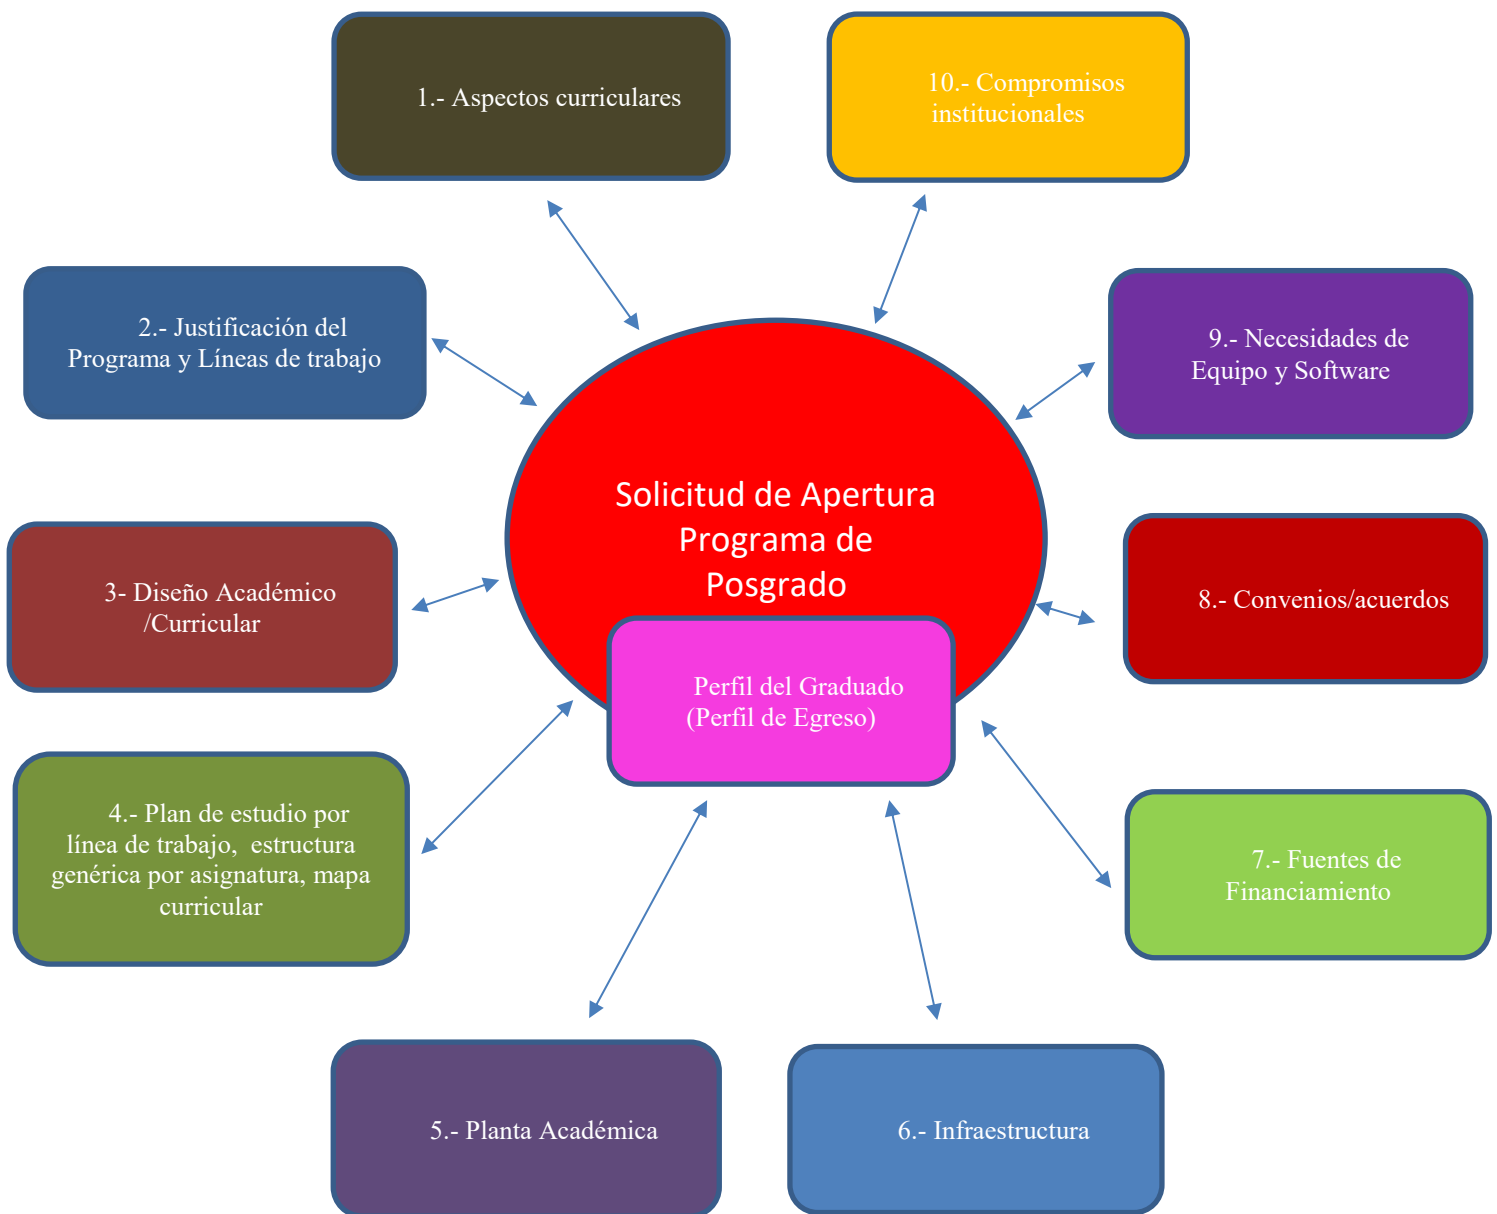 1.- Aspectos curriculares
10.- Compromisos
institucionales
2.- Justificación del
Programa y Líneas de trabajo
9.- Necesidades de
Equipo y Software
Solicitud de Apertura
Programa de
Posgrado
3- Diseño Académico
/Curricular
8.- Convenios/acuerdos
Perfil del Graduado
(Perfil de Egreso)
4.- Plan de estudio por
línea de trabajo,  estructura
genérica por asignatura, mapa
curricular
7.- Fuentes de
Financiamiento
5.- Planta Académica
6.- Infraestructura